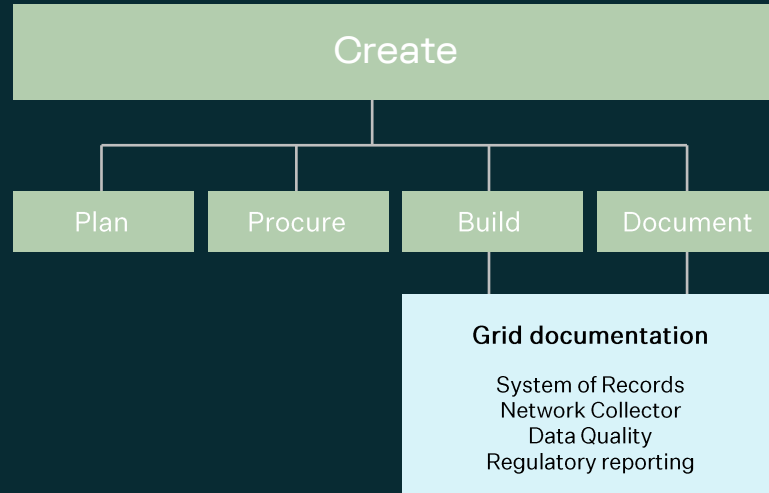 Create
Plan
Procure
Build
Document
Grid documentation
System of Records
Network Collector
Data Quality
Regulatory reporting